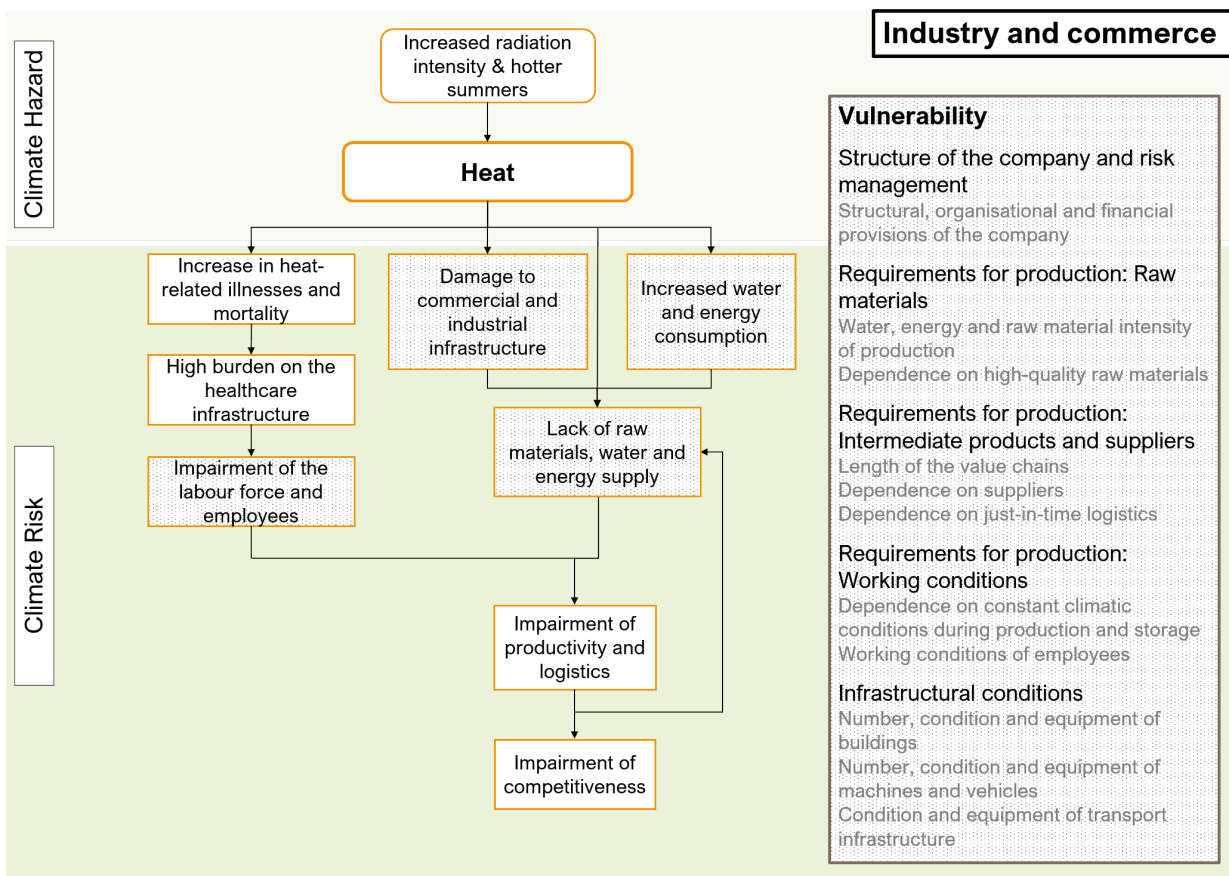 Industry and commerce
Climate Hazard
Increased radiation
intensity & hotter
summers
Heat
Climate Risk
Increase in heat-
related illnesses and
mortality
Damage to
commercial and
industrial
infrastructure
Increased water
and energy
consumption
High burden on the
healthcare
infrastructure
Lack of raw
materials, water and
energy supply
Impairment of the
labour force and
employees
Impairment of
productivity and
logistics
Impairment of
competitiveness
Vulnerability
Structure of the company and risk
management
Structural, organisational and financial
provisions of the company
Requirements for production: Raw
materials
Water, energy and raw material intensity
of production
Dependence on high-quality raw materials
Requirements for production:
Intermediate products and suppliers
Length of the value chains
Dependence on suppliers
Dependence on just-in-time logistics
Requirements for production:
Working conditions
Dependence on constant climatic
conditions during production and storage
Working conditions of employees
Infrastructural conditions
Number, condition and equipment of
buildings
Number, condition and equipment of
machines and vehicles
Condition and equipment of transport
infrastructure